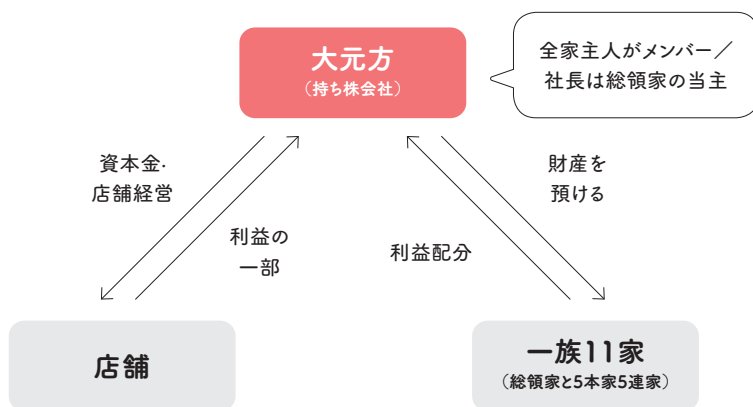 大元方
（持ち株会社）
全家主人がメンバー／
社長は総領家の当主
資本金・
店舗経営
利益の
一部
利益配分
財産を
預ける
店舗
一族11家
（総領家と5本家5連家）